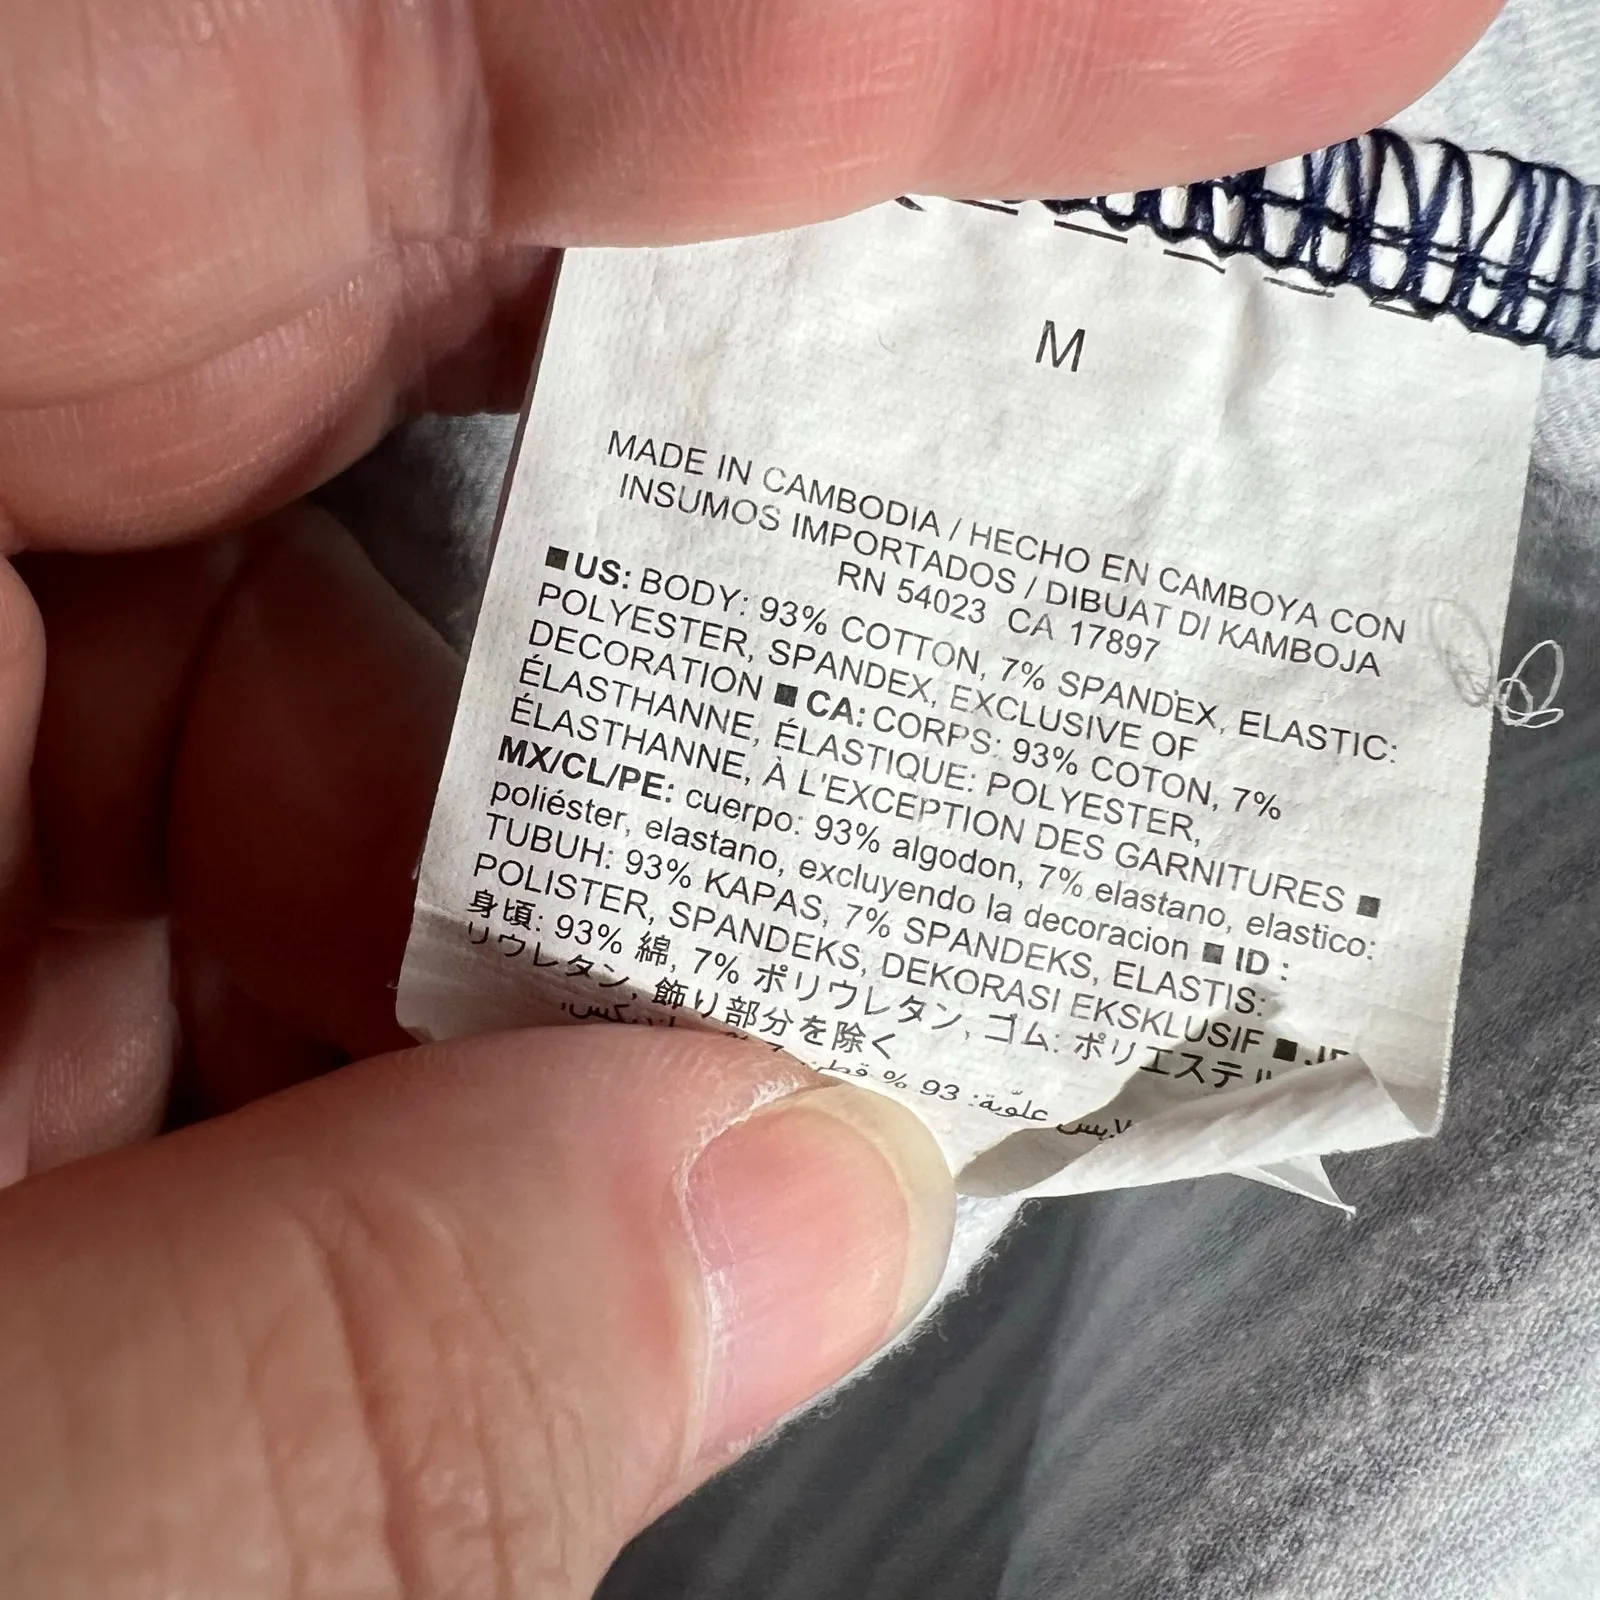 M
MADE IN CAMBODIA / HECHO EN CAMBOYA CON
INSUMOS IMPORTADOS / DIBUAT DI KAMBOJA
RN 54023 CA 17897
■US: BODY: 93% COTTON, 7% SPANDEX, ELASTIC:
POLYESTER, SPANDEX, EXCLUSIVE OF
DECORATION ■ CA: CORPS: 93% COTON, 7%
ÉLASTHANNE, ÉLASTIQUE: POLYESTER,
ÉLASTHANNE, À L'EXCEPTION DES GARNITURES ■
MX/CL/PE: cuerpo: 93% algodon, 7% elastano, elastico:
poliéster, elastano, excluyendo la decoracion ■ ID :
TUBUH: 93% KAPAS, 7% SPANDEKS, ELASTIS:
POLISTER, SPANDEKS, DEKORASI EKSKLUSIF ■
身頃: 93% 綿, 7% ポリウレタン, ゴム: ポリエステル
リウレタン, 飾り部分を除く
علوية: 93 % قطن